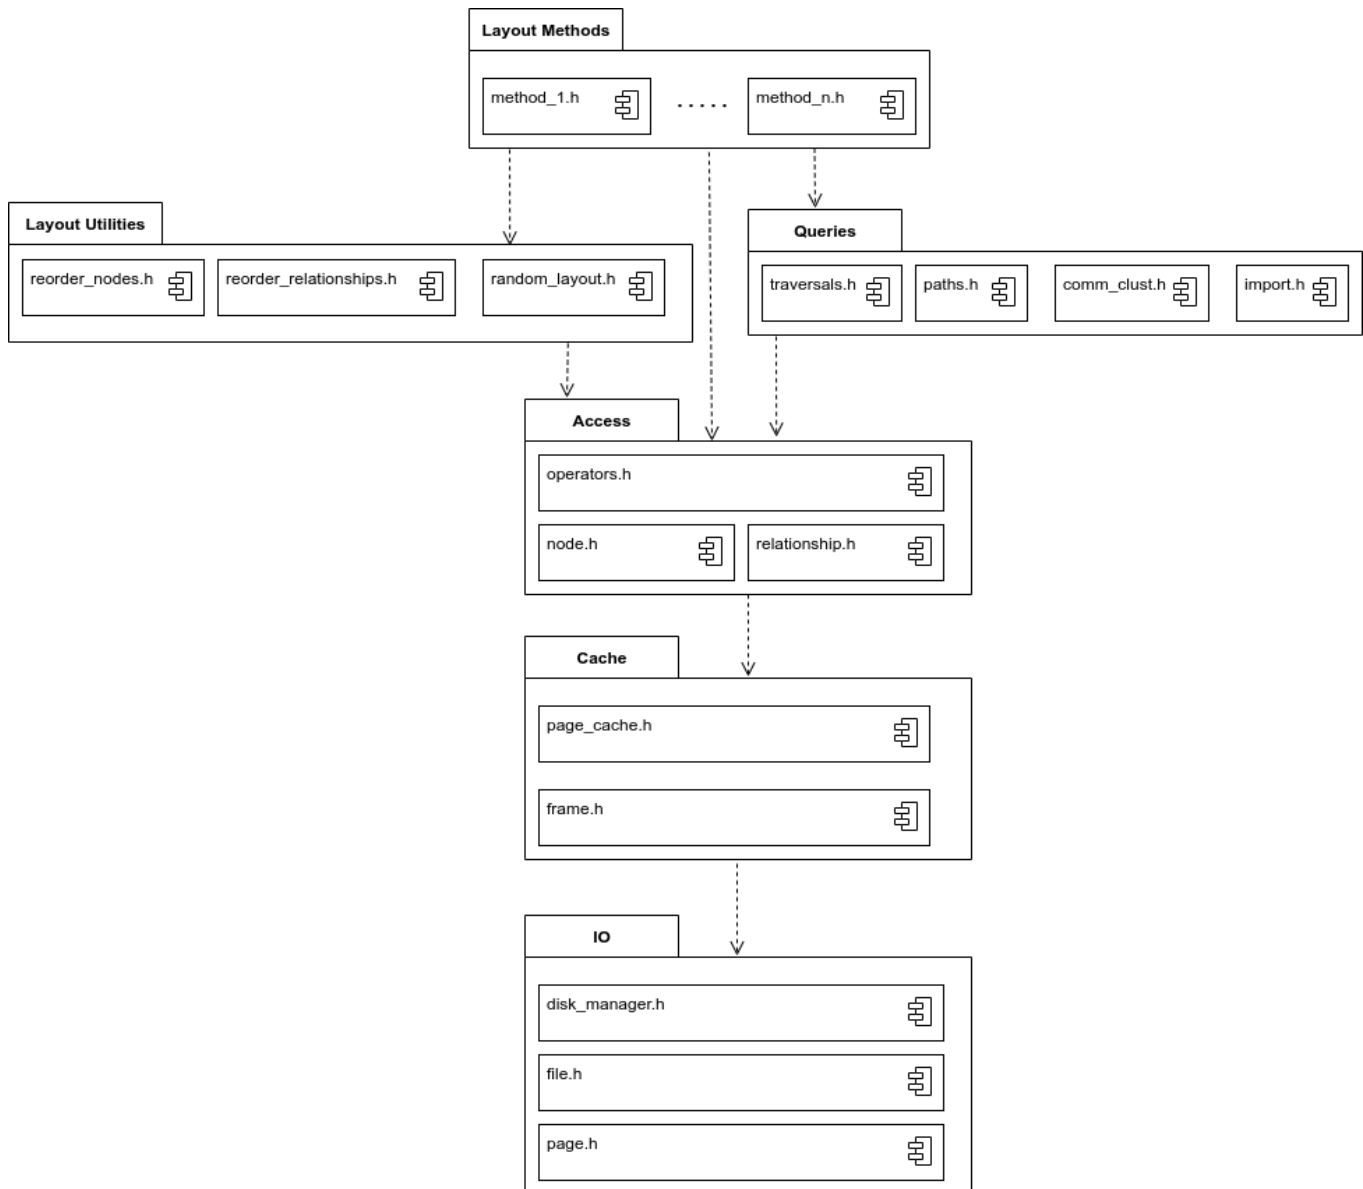 Layout Methods
method_1.h
.....
method_n.h
Layout Utilities
reorder_nodes.h
reorder_relationships.h
random_layout.h
Queries
traversals.h
paths.h
comm_clust.h
import.h
Access
operators.h
node.h
relationship.h
Cache
page_cache.h
frame.h
IO
disk_manager.h
file.h
page.h